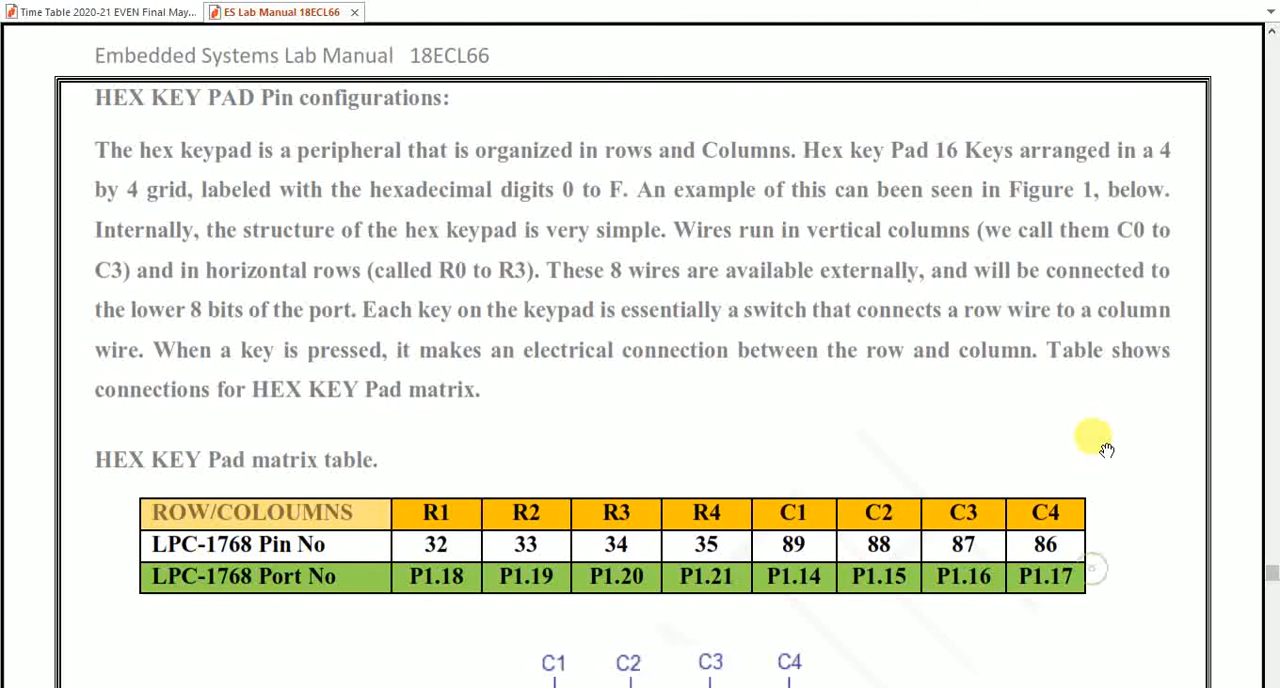 Time Table 2020-21 EVEN Final May... ES Lab Manual 18ECL66
Embedded Systems Lab Manual 18ECL66
HEX KEY PAD Pin configurations:
The hex keypad is a peripheral that is organized in rows and Columns. Hex key Pad 16 Keys arranged in a 4
by 4 grid, labeled with the hexadecimal digits 0 to F. An example of this can been seen in Figure 1, below.
Internally, the structure of the hex keypad is very simple. Wires run in vertical columns (we call them C0 to
C3) and in horizontal rows (called R0 to R3). These 8 wires are available externally, and will be connected to
the lower 8 bits of the port. Each key on the keypad is essentially a switch that connects a row wire to a column
wire. When a key is pressed, it makes an electrical connection between the row and column. Table shows
connections for HEX KEY Pad matrix.
HEX KEY Pad matrix table.
ROW/COLOUMNS R1 R2 R3 R4 C1 C2 C3 C4
LPC-1768 Pin No 32 33 34 35 89 88 87 86
LPC-1768 Port No P1.18 P1.19 P1.20 P1.21 P1.14 P1.15 P1.16 P1.17
C1 C2 C3 C4